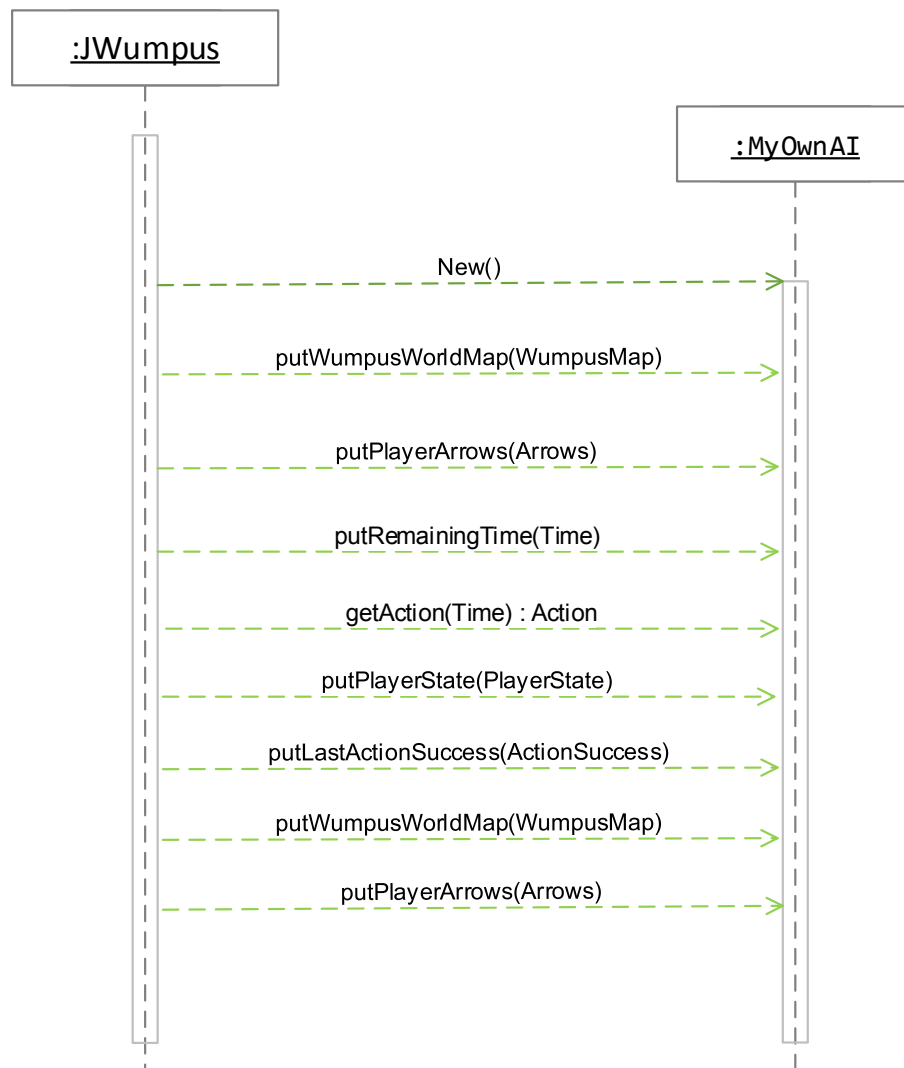 :JWumpus
:MyOwnAI
New()
putWumpusWorldMap(WumpusMap)
putPlayerArrows(Arrows)
putRemainingTime(Time)
getAction(Time) : Action
putPlayerState(PlayerState)
putLastActionSuccess(ActionSuccess)
putWumpusWorldMap(WumpusMap)
putPlayerArrows(Arrows)